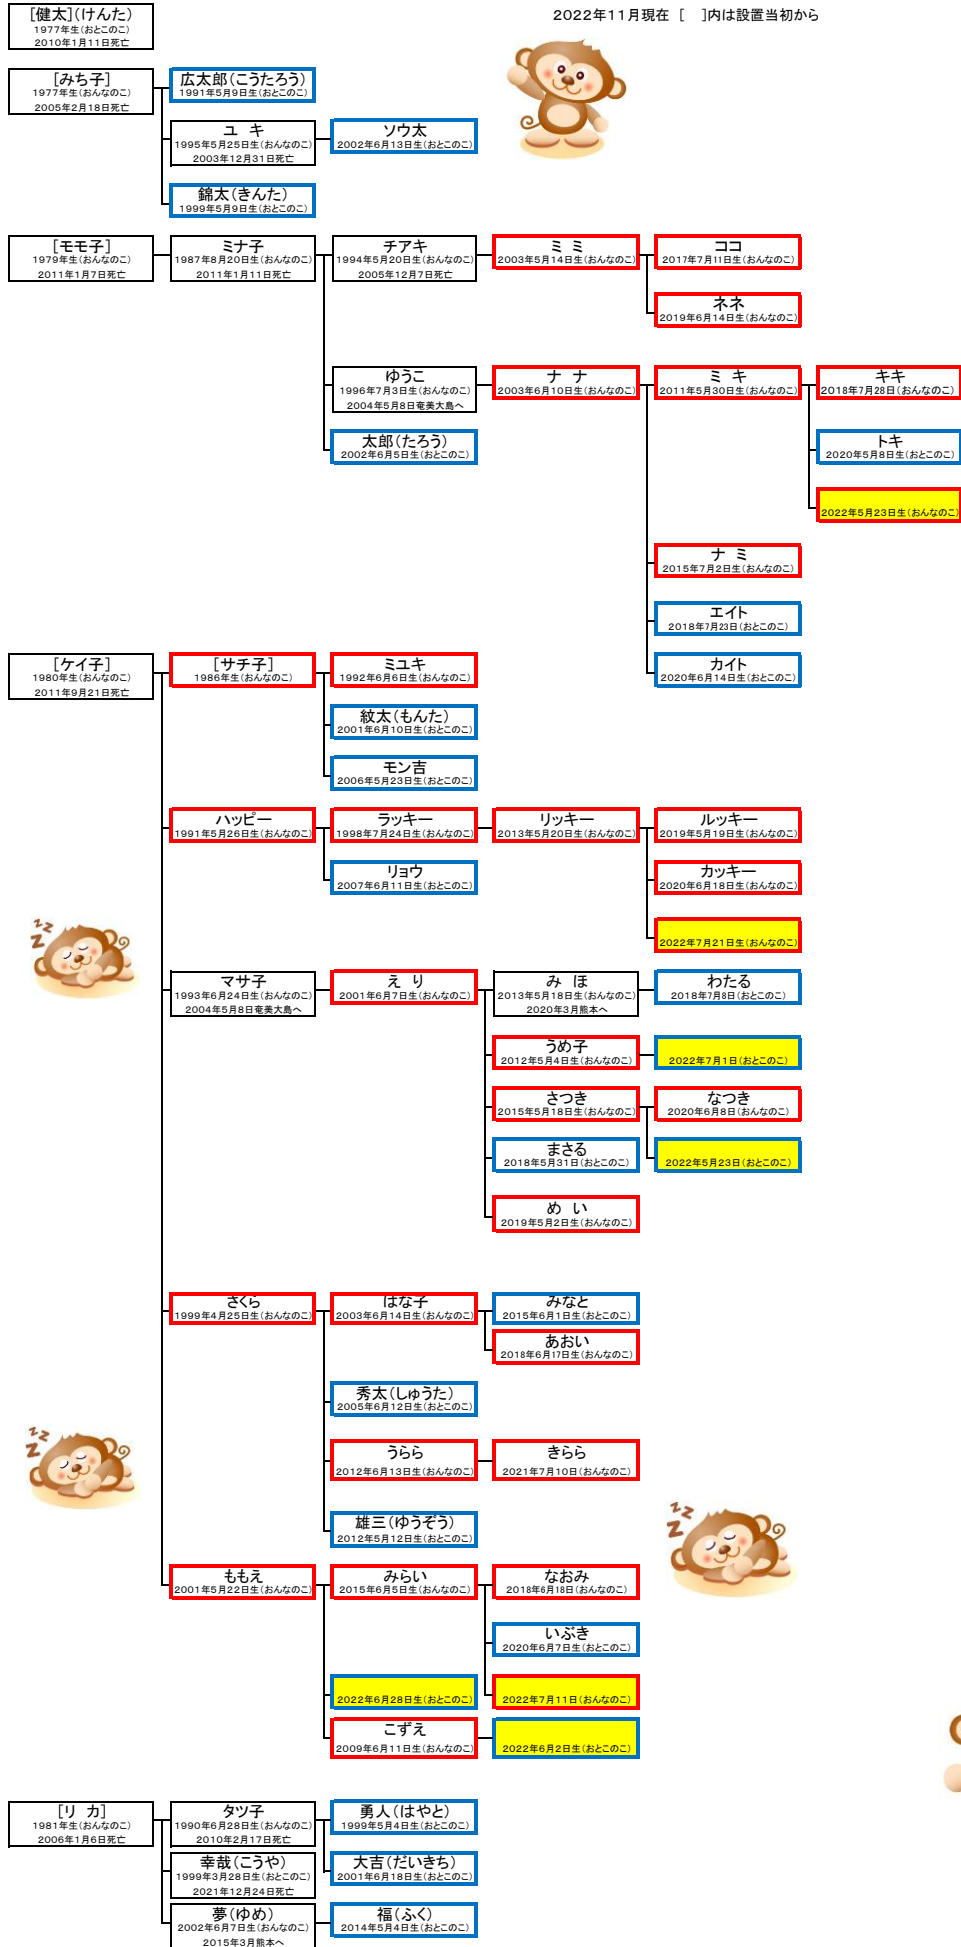 2022年11月現在 [ ]内は設置当初から
[健太](けんた)
1977年生(おとこのこ)
2010年1月11日死亡
[みち子]
1977年生(おんなのこ)
2005年2月18日死亡
広太郎(こうたろう)
1991年5月9日生(おとこのこ)
ユ キ
1995年5月25日生(おんなのこ)
2003年12月31日死亡
ソウ太
2002年6月13日生(おとこのこ)
錦太(きんた)
1999年5月9日生(おとこのこ)
[モモ子]
1979年生(おんなのこ)
2011年1月7日死亡
ミナ子
1987年8月20日生(おんなのこ)
2011年1月11日死亡
チアキ
1994年5月20日生(おんなのこ)
2005年12月7日死亡
ミ ミ
2003年5月14日生(おんなのこ)
ココ
2017年7月11日生(おんなのこ)
ネネ
2019年6月14日生(おんなのこ)
ゆうこ
1996年7月3日生(おんなのこ)
2004年5月8日奄美大島へ
ナ ナ
2003年6月10日生(おんなのこ)
ミ キ
2011年5月30日生(おんなのこ)
キキ
2018年7月28日(おんなのこ)
太郎(たろう)
2002年6月5日生(おとこのこ)
トキ
2020年5月8日生(おとこのこ)
2022年5月23日生(おんなのこ)
ナ ミ
2015年7月2日生(おんなのこ)
エイト
2018年7月23日(おとこのこ)
カイト
2020年6月14日生(おとこのこ)
[ケイ子]
1980年生(おんなのこ)
2011年9月21日死亡
[サチ子]
1986年生(おんなのこ)
ミユキ
1992年6月6日生(おんなのこ)
紋太(もんた)
2001年6月10日生(おとこのこ)
モン吉
2006年5月23日生(おとこのこ)
ハッピー
1991年5月26日生(おんなのこ)
ラッキー
1998年7月24日生(おんなのこ)
リッキー
2013年5月20日生(おんなのこ)
ルッキー
2019年5月19日生(おんなのこ)
リョウ
2007年6月11日生(おとこのこ)
カッキー
2020年6月18日生(おんなのこ)
2022年7月21日生(おんなのこ)
マサ子
1993年6月24日生(おんなのこ)
2004年5月8日奄美大島へ
え り
2001年6月7日生(おんなのこ)
み ほ
2013年5月18日生(おんなのこ)
2020年3月熊本へ
わたる
2018年7月8日(おとこのこ)
うめ子
2012年5月4日生(おんなのこ)
2022年7月1日(おとこのこ)
さつき
2015年5月18日生(おんなのこ)
なつき
2020年6月8日(おんなのこ)
まさる
2018年5月31日(おとこのこ)
2022年5月23日(おとこのこ)
め い
2019年5月2日生(おんなのこ)
さくら
1999年4月25日生(おんなのこ)
はな子
2003年6月14日生(おんなのこ)
みなと
2015年6月1日生(おとこのこ)
あおい
2018年6月17日生(おんなのこ)
秀太(しゅうた)
2005年6月12日生(おとこのこ)
うらら
2012年6月13日生(おんなのこ)
きらら
2021年7月10日(おんなのこ)
雄三(ゆうぞう)
2012年5月12日生(おとこのこ)
ももえ
2001年5月22日生(おんなのこ)
みらい
2015年6月5日生(おんなのこ)
なおみ
2018年6月18日(おんなのこ)
いぶき
2020年6月7日生(おとこのこ)
2022年6月28日生(おとこのこ)
2022年7月11日(おんなのこ)
こずえ
2009年6月11日生(おんなのこ)
2022年6月2日生(おとこのこ)
[リ カ]
1981年生(おんなのこ)
2006年1月6日死亡
タツ子
1990年6月28日生(おんなのこ)
2010年2月17日死亡
勇人(はやと)
1999年5月4日生(おとこのこ)
幸哉(こうや)
1999年3月28日生(おとこのこ)
2021年12月24日死亡
大吉(だいきち)
2001年6月18日生(おとこのこ)
夢(ゆめ)
2002年6月7日生(おんなのこ)
2015年3月熊本へ
福(ふく)
2014年5月4日生(おとこのこ)
ZZ
Z
ZZ
Z
ZZ
Z